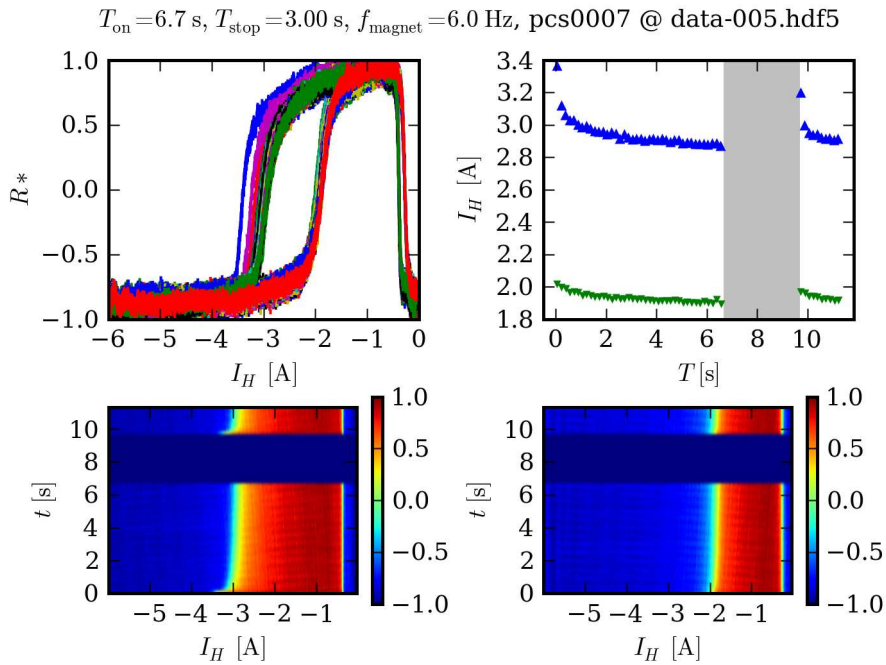 T_on=6.7 s, T_stop=3.00 s, f_magnet=6.0 Hz, pcs0007 @ data-005.hdf5
1.0
0.5
0.0
−0.5
−1.0
R*
−6 −5 −4 −3 −2 −1 0
I_H [A]
3.4
3.2
3.0
2.8
2.6
2.4
2.2
2.0
1.8
I_H [A]
0 2 4 6 8 10
T[s]
10
8
6
4
2
0
t [s]
-5 -4 -3 -2 -1
I_H [A]
1.0
0.5
0.0
−0.5
−1.0
10
8
6
4
2
0
t [s]
-5 -4 -3 -2 -1
I_H [A]
1.0
0.5
0.0
−0.5
−1.0